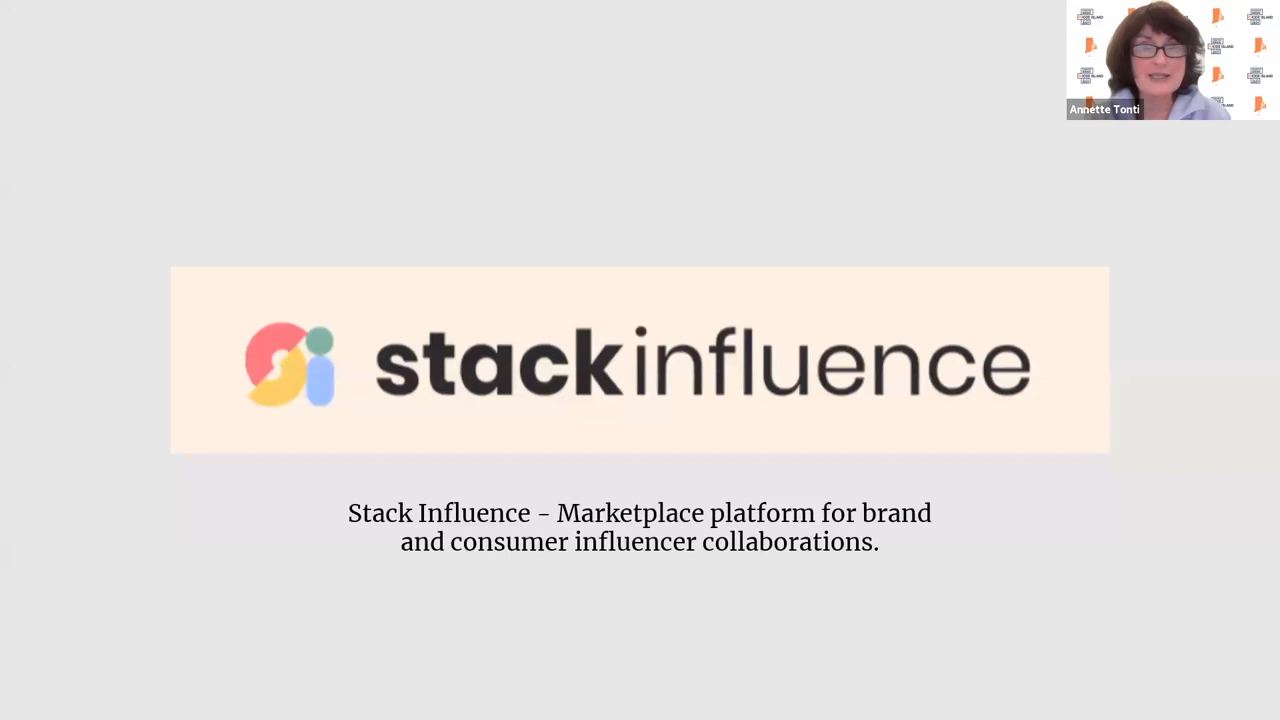 Annette Tonti
stackinfluence
Stack Influence - Marketplace platform for brand
and consumer influencer collaborations.